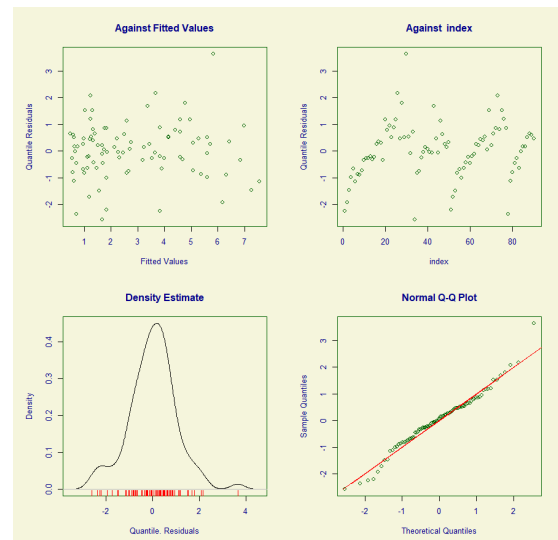 Against Fitted Values
Quantile Residuals
3
2
1
0
-1
-2
1 2 3 4 5 6 7
Fitted Values
Against index
Quantile Residuals
3
2
1
0
-1
-2
0 20 40 60 80
index
Density Estimate
Density
0.4
0.3
0.2
0.1
0.0
-2 0 2 4
Quantile. Residuals
Normal Q-Q Plot
Sample Quantiles
3
2
1
0
-1
-2
-2 -1 0 1 2
Theoretical Quantiles